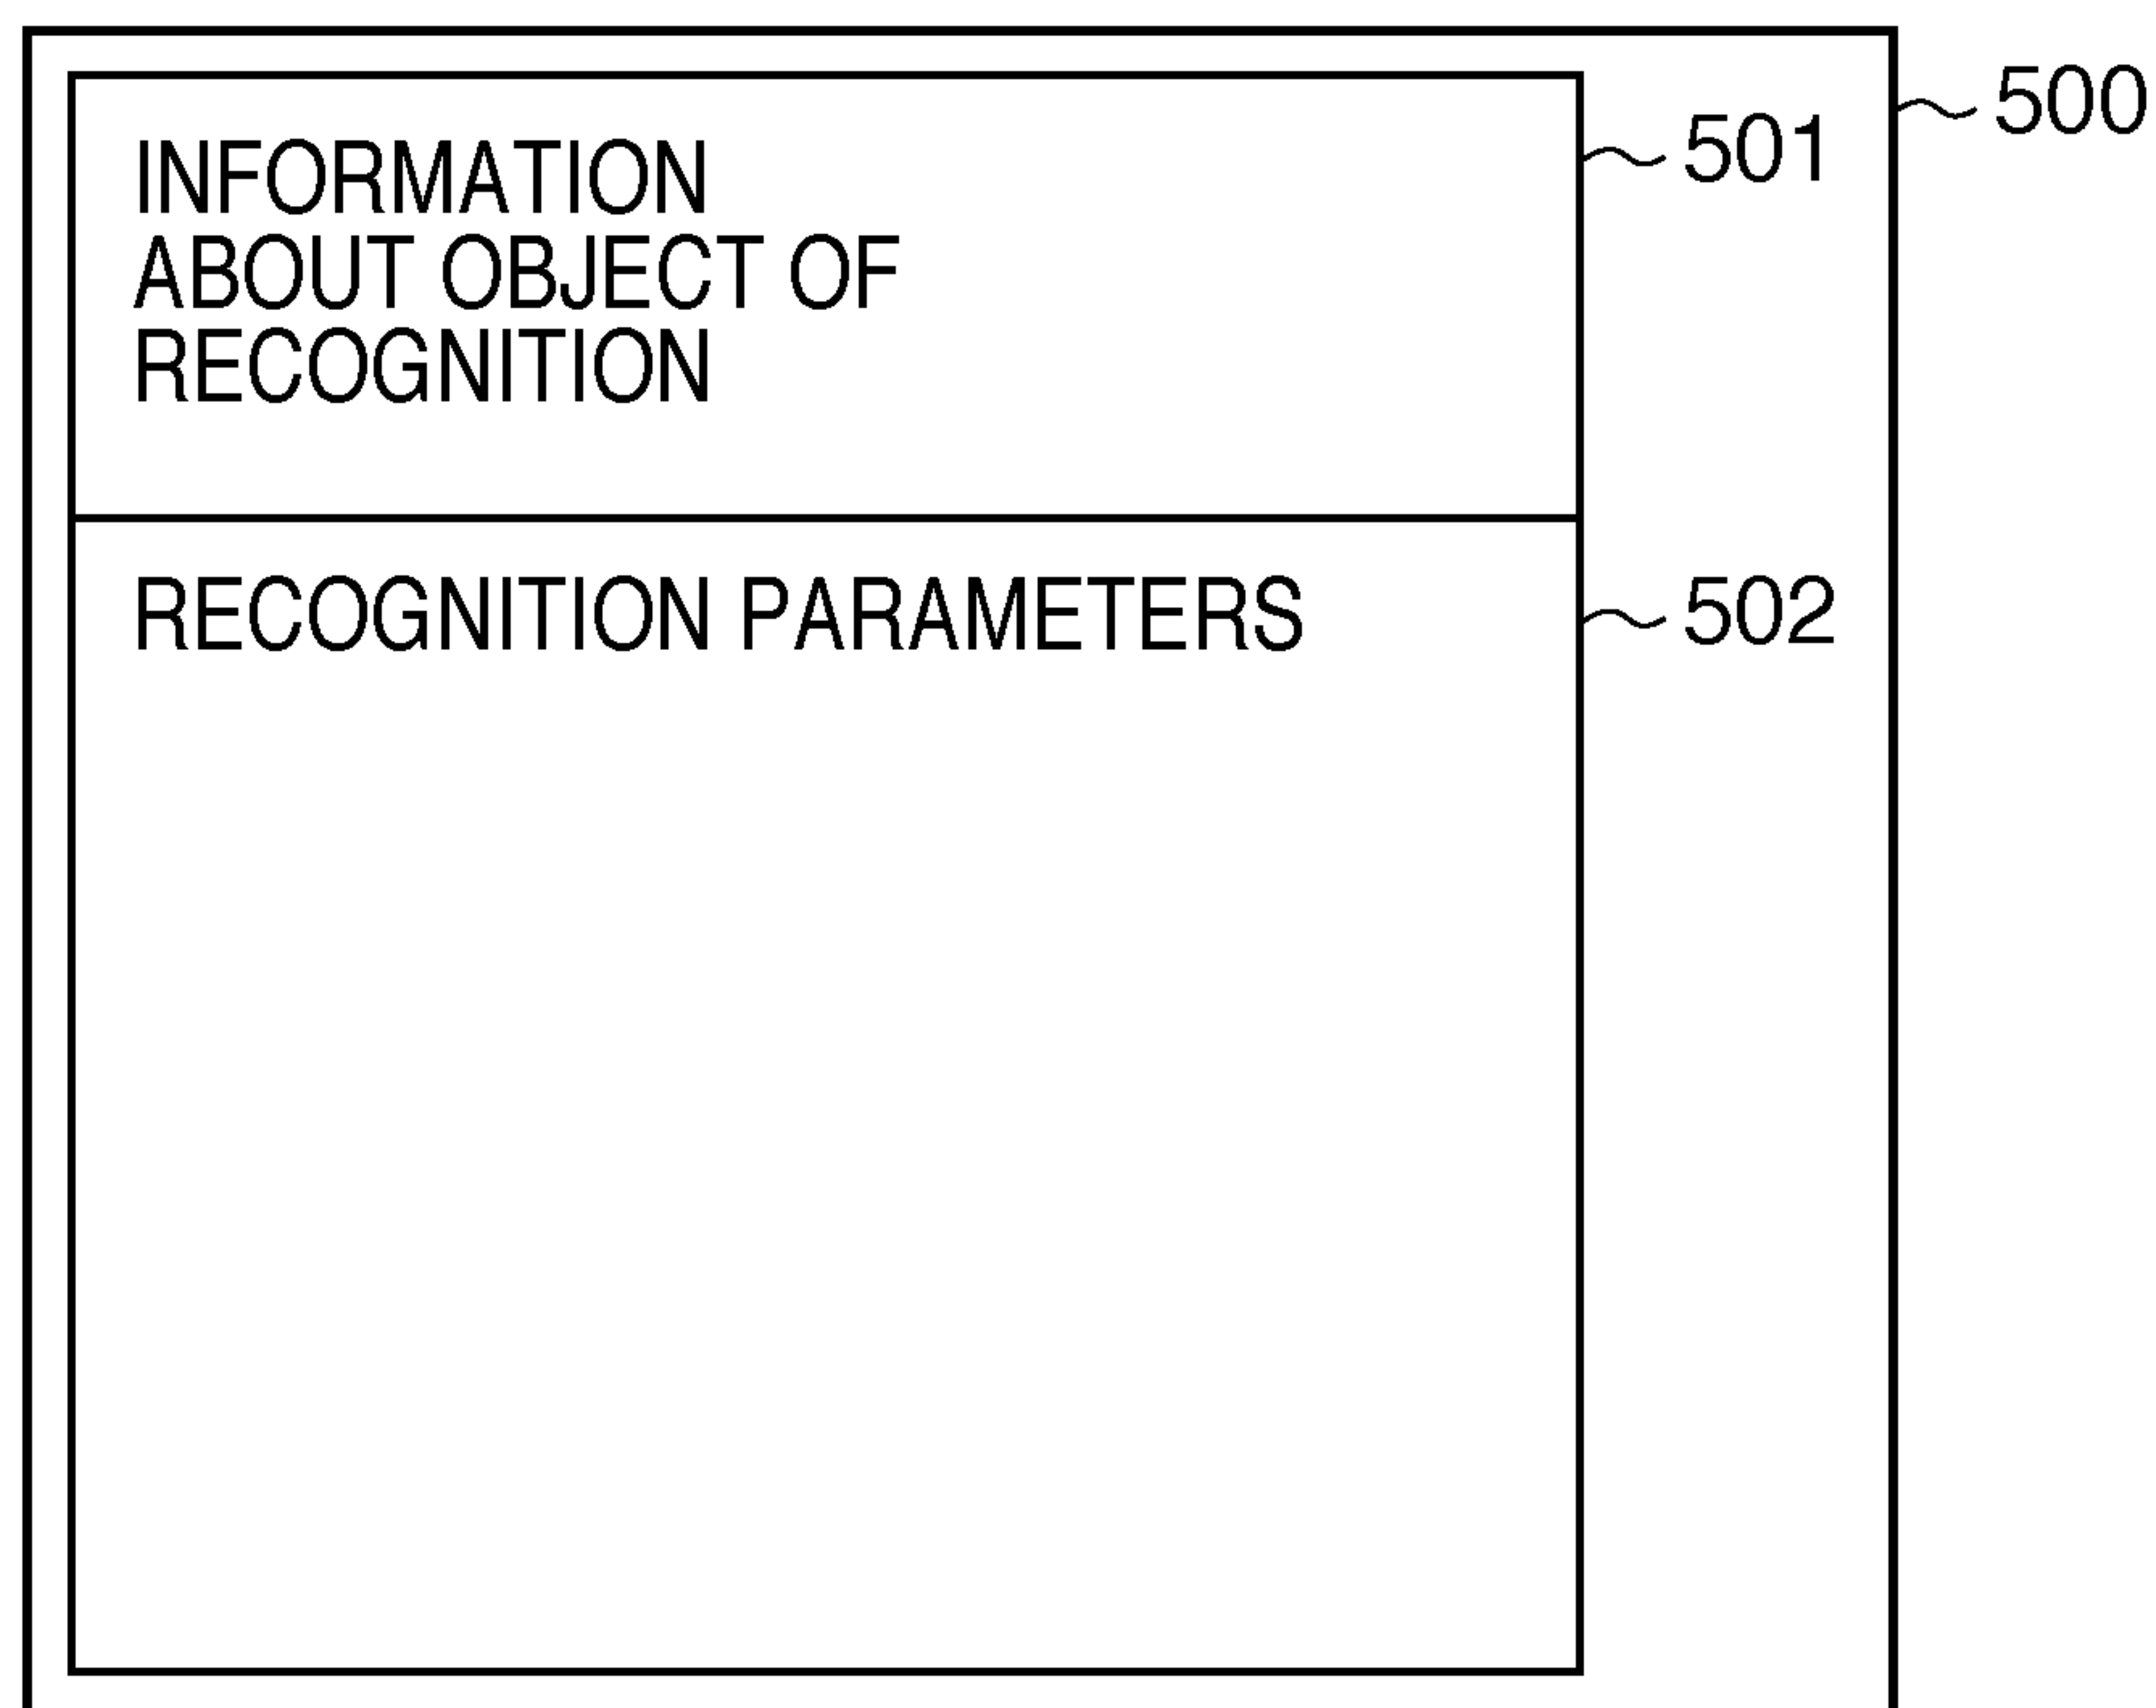 500
INFORMATION
501
ABOUT OBJECT OF
RECOGNITION
RECOGNITION PARAMETERS
502